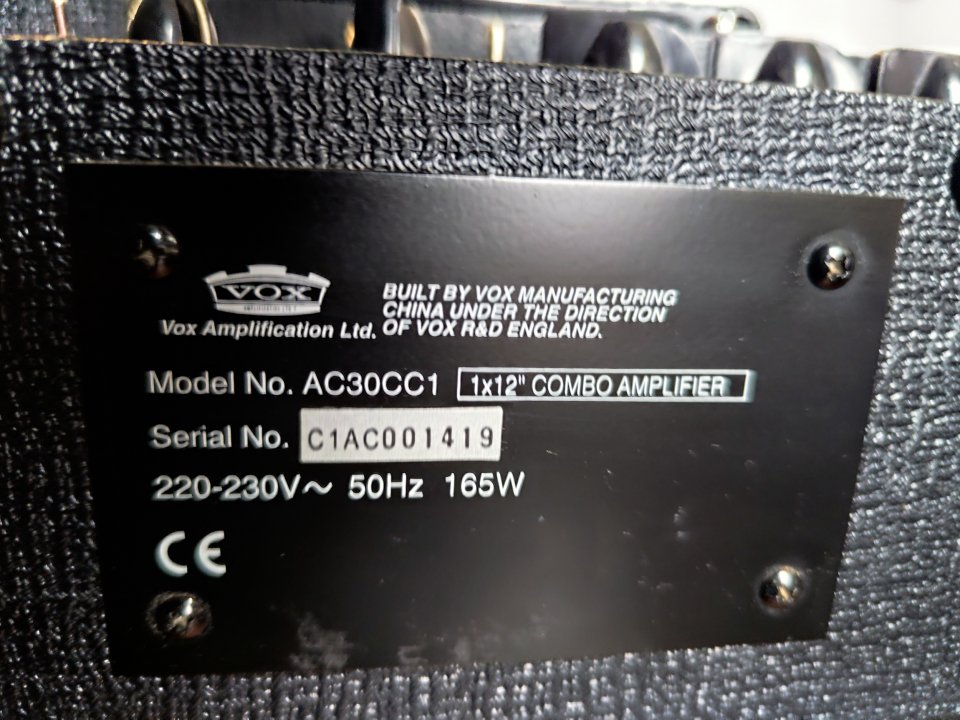 VOX
Vox Amplification Ltd.
BUILT BY VOX MANUFACTURING
CHINA UNDER THE DIRECTION
OF VOX R&D ENGLAND.
Model No. AC30CC1 1x12" COMBO AMPLIFIER
Serial No. C1AC001419
220-230V~ 50Hz 165W
CE